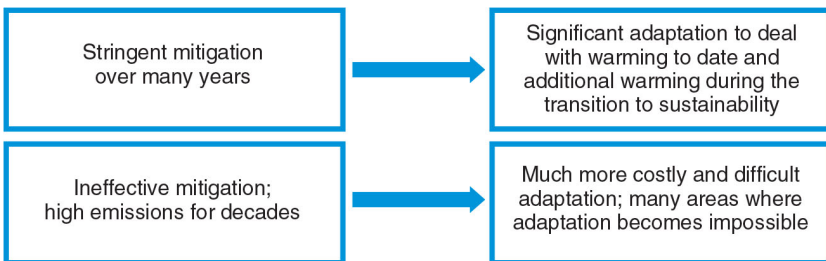 Stringent mitigation
over many years
Significant adaptation to deal
with warming to date and
additional warming during the
transition to sustainability
Ineffective mitigation;
high emissions for decades
Much more costly and difficult
adaptation; many areas where
adaptation becomes impossible